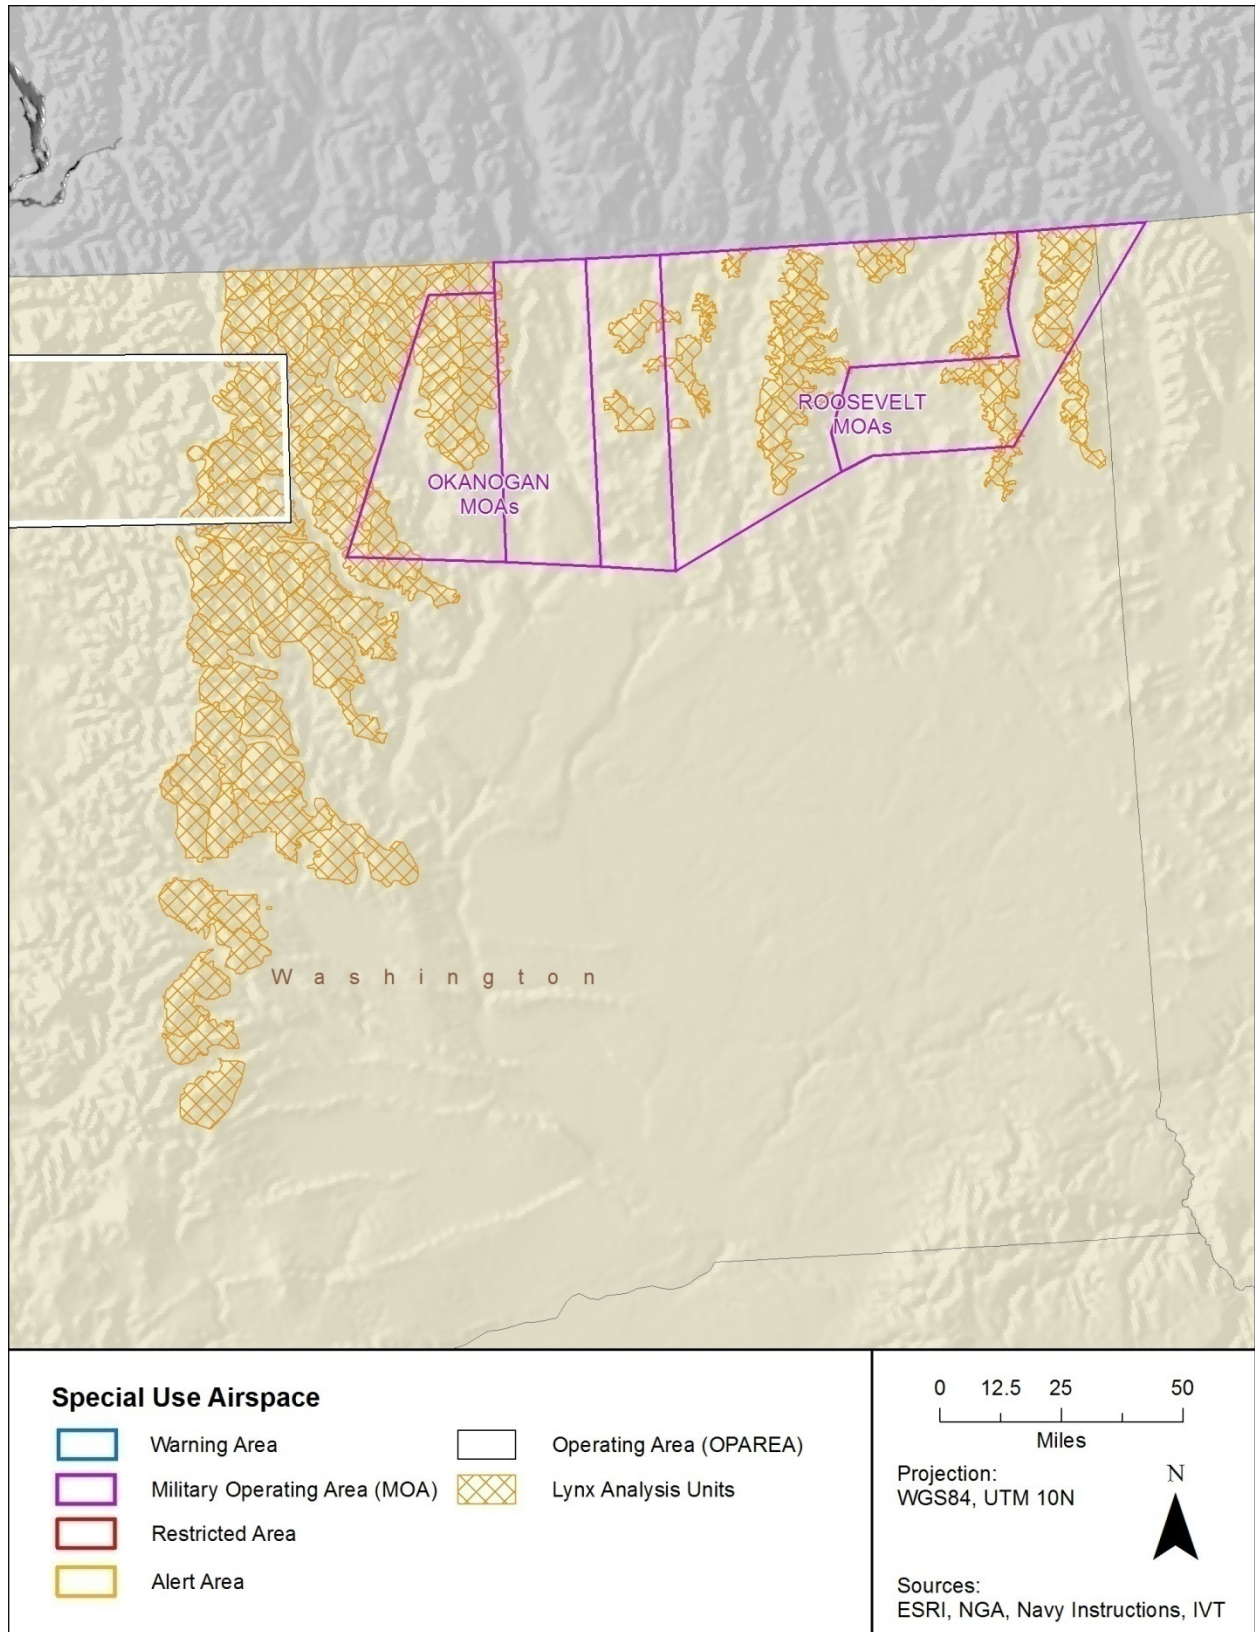 ROOSEVELT
MOAs
OKANOGAN
MOAs
Washington
Special Use Airspace
Warning Area
Military Operating Area (MOA)
Restricted Area
Alert Area
Operating Area (OPAREA)
Lynx Analysis Units
0 12.5 25 50
Miles
Projection:
WGS84, UTM 10N
N
Sources:
ESRI, NGA, Navy Instructions, IVT